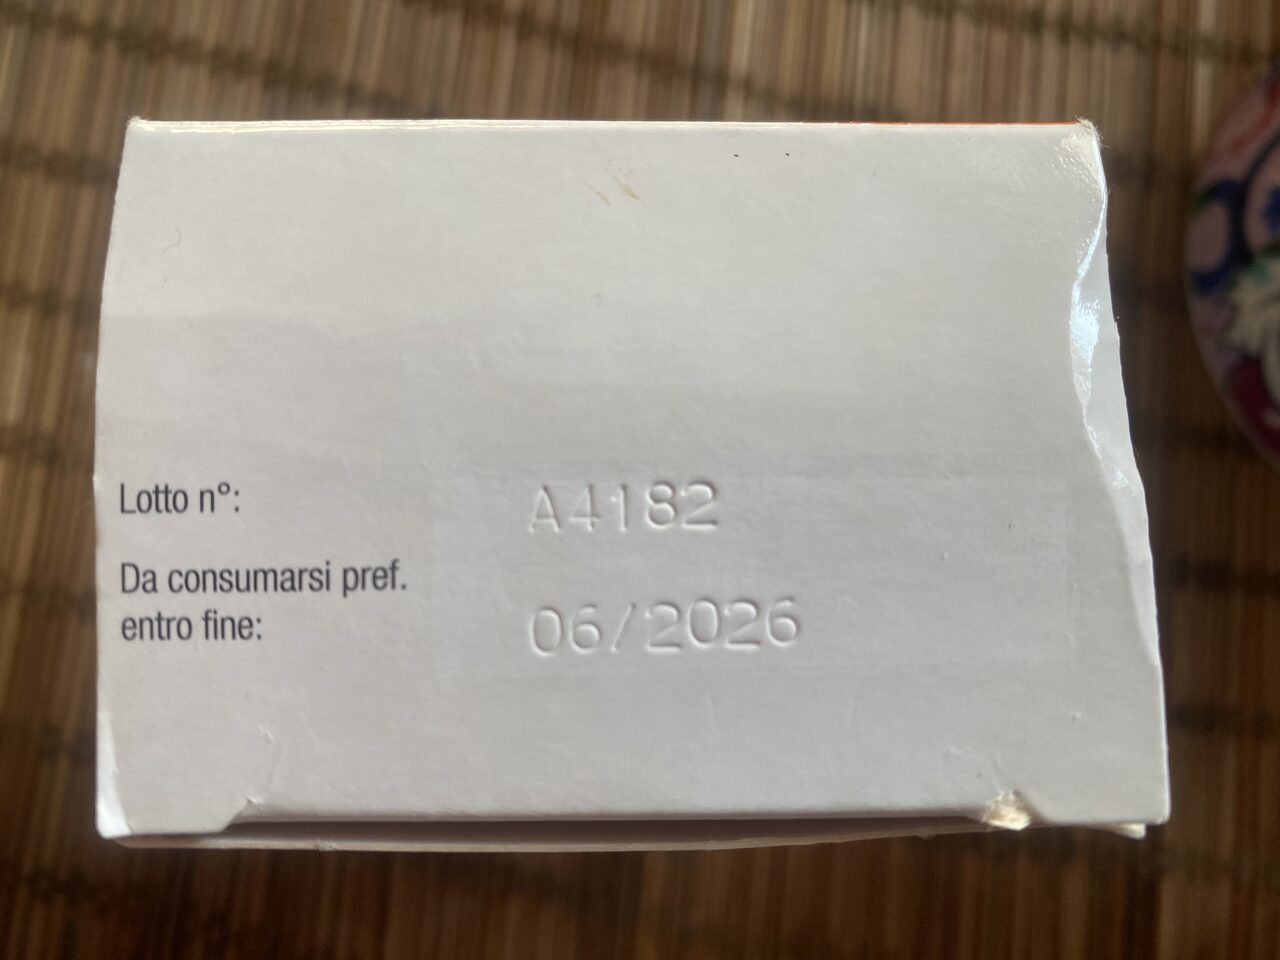 Lotto n°: A4182
Da consumarsi pref.
entro fine: 06/2026